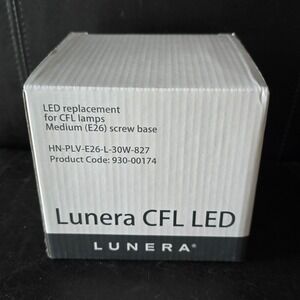 LED replacement
for CFL lamps
Medium (E26) screw base
HN-PLV-E26-L-30W-827
Product Code: 930-00174
Lunera CFL LED
LUNERA®